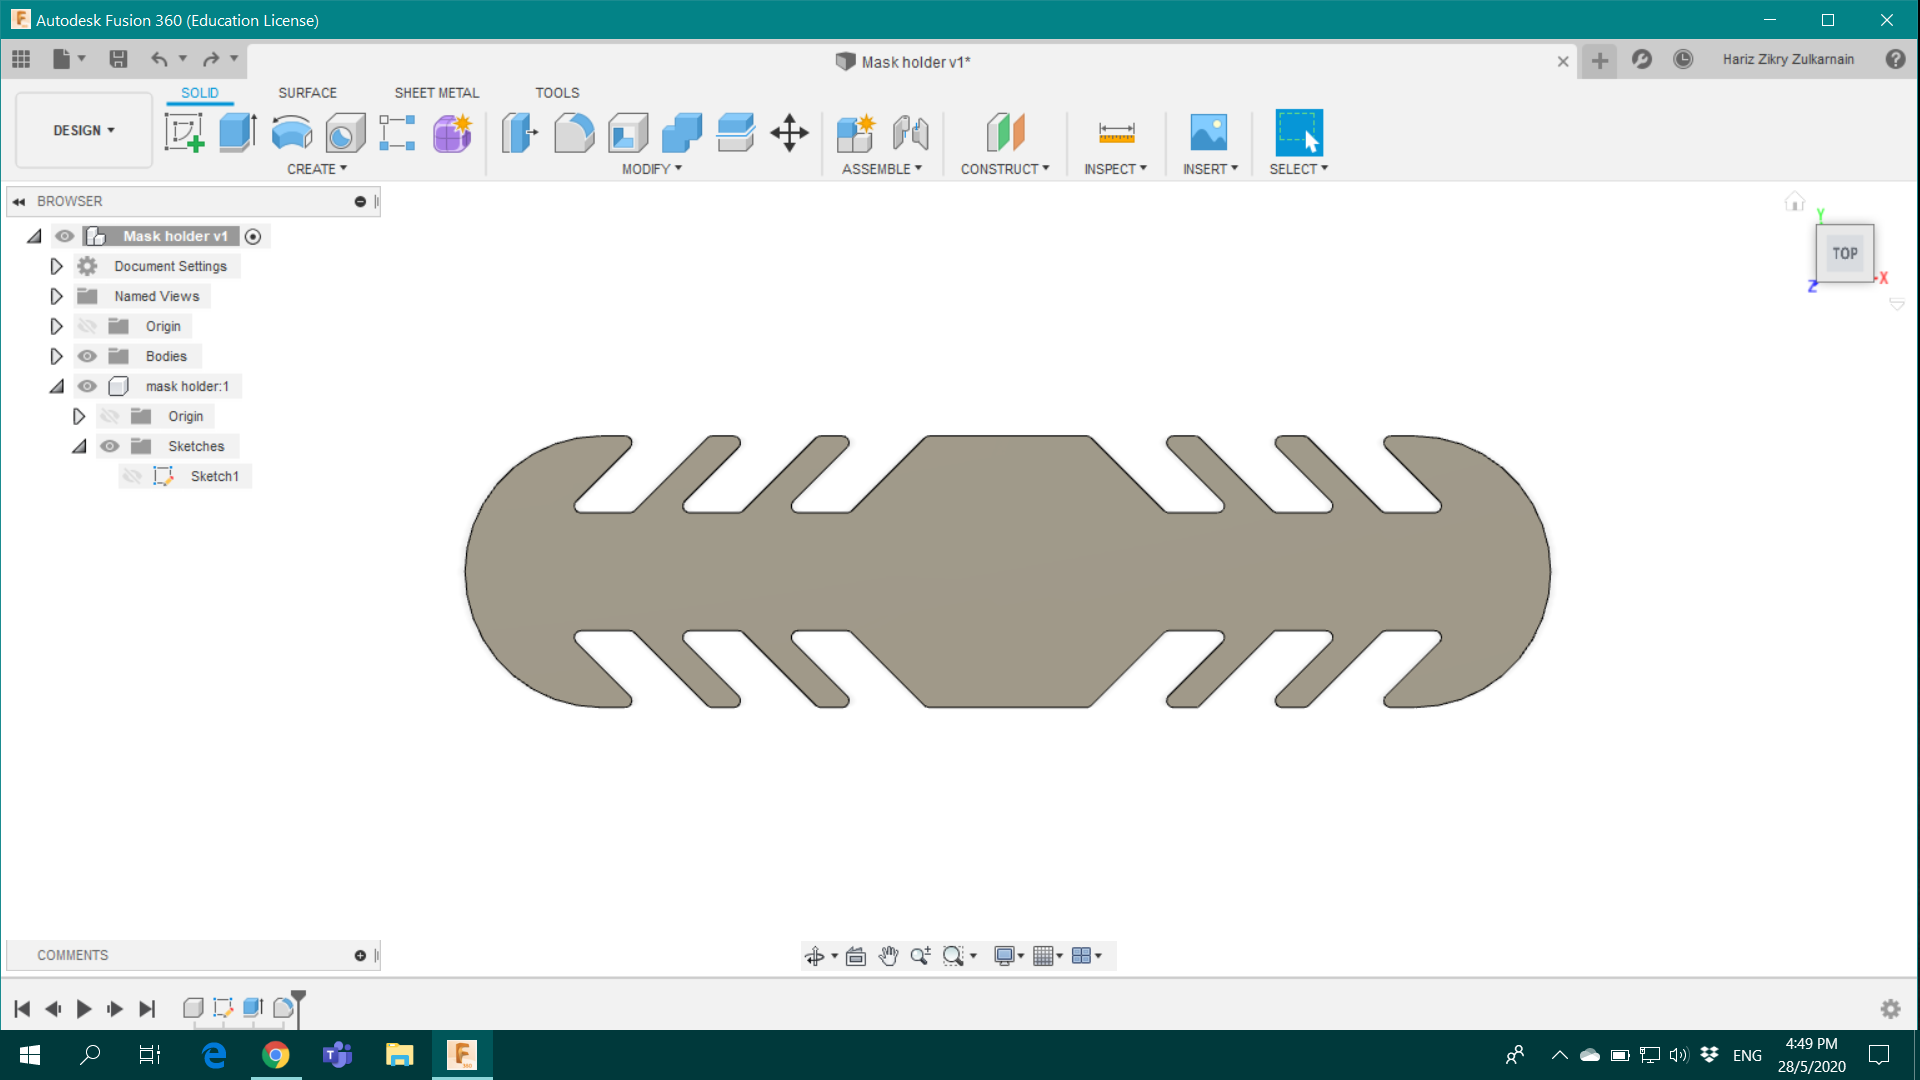 Autodesk Fusion 360 (Education License)
Mask holder v1*
Hariz Zikry Zulkarnain
SOLID SURFACE SHEET METAL TOOLS
DESIGN
CREATE MODIFY ASSEMBLE CONSTRUCT INSPECT INSERT SELECT
BROWSER
Mask holder v1
Document Settings
Named Views
Origin
Bodies
mask holder:1
Origin
Sketches
Sketch1
Y
TOP
X
Z
COMMENTS
ENG
4:49 PM
28/5/2020